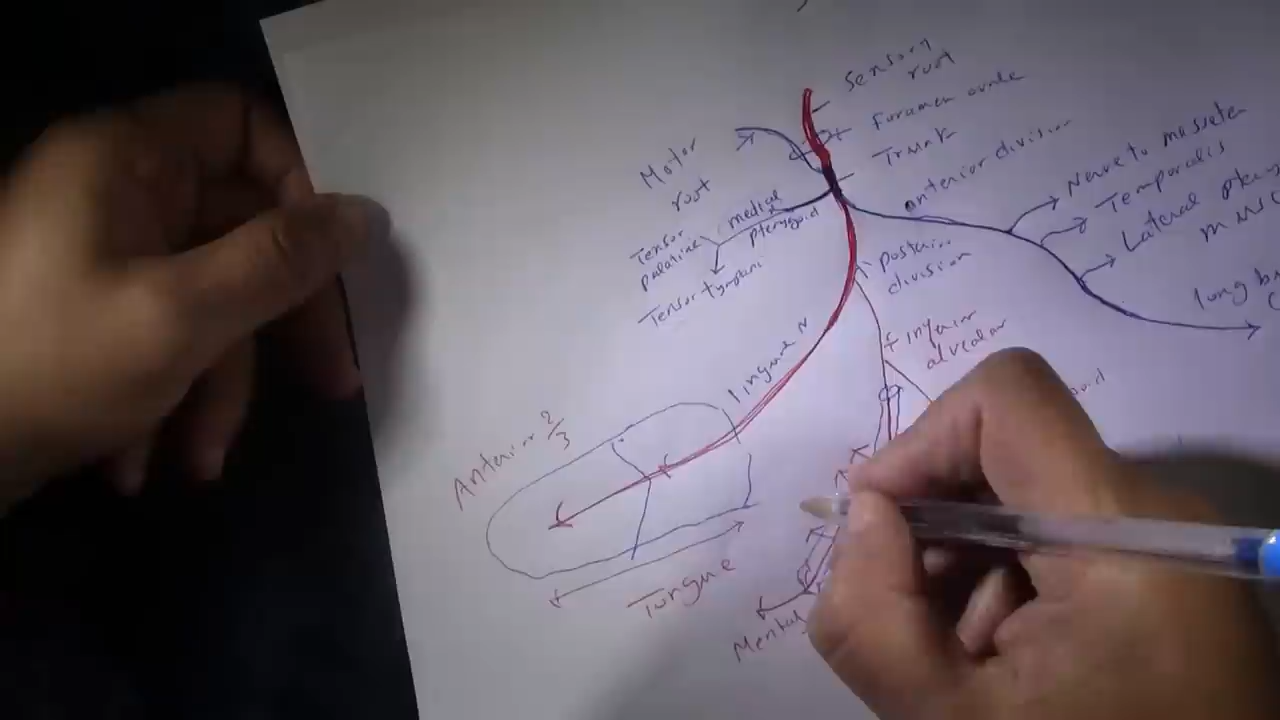 Sensory
root
Foramen ovale
Trunk
Motor
root
anterior division
Nerve to masseter
Temporalis
Lateral
medial
pterygoid
Tensor
palatine
Tensor tympani
posterior
division
long
lingual N
inferior
alveolar
Anterior 2/3
Tongue
Mental